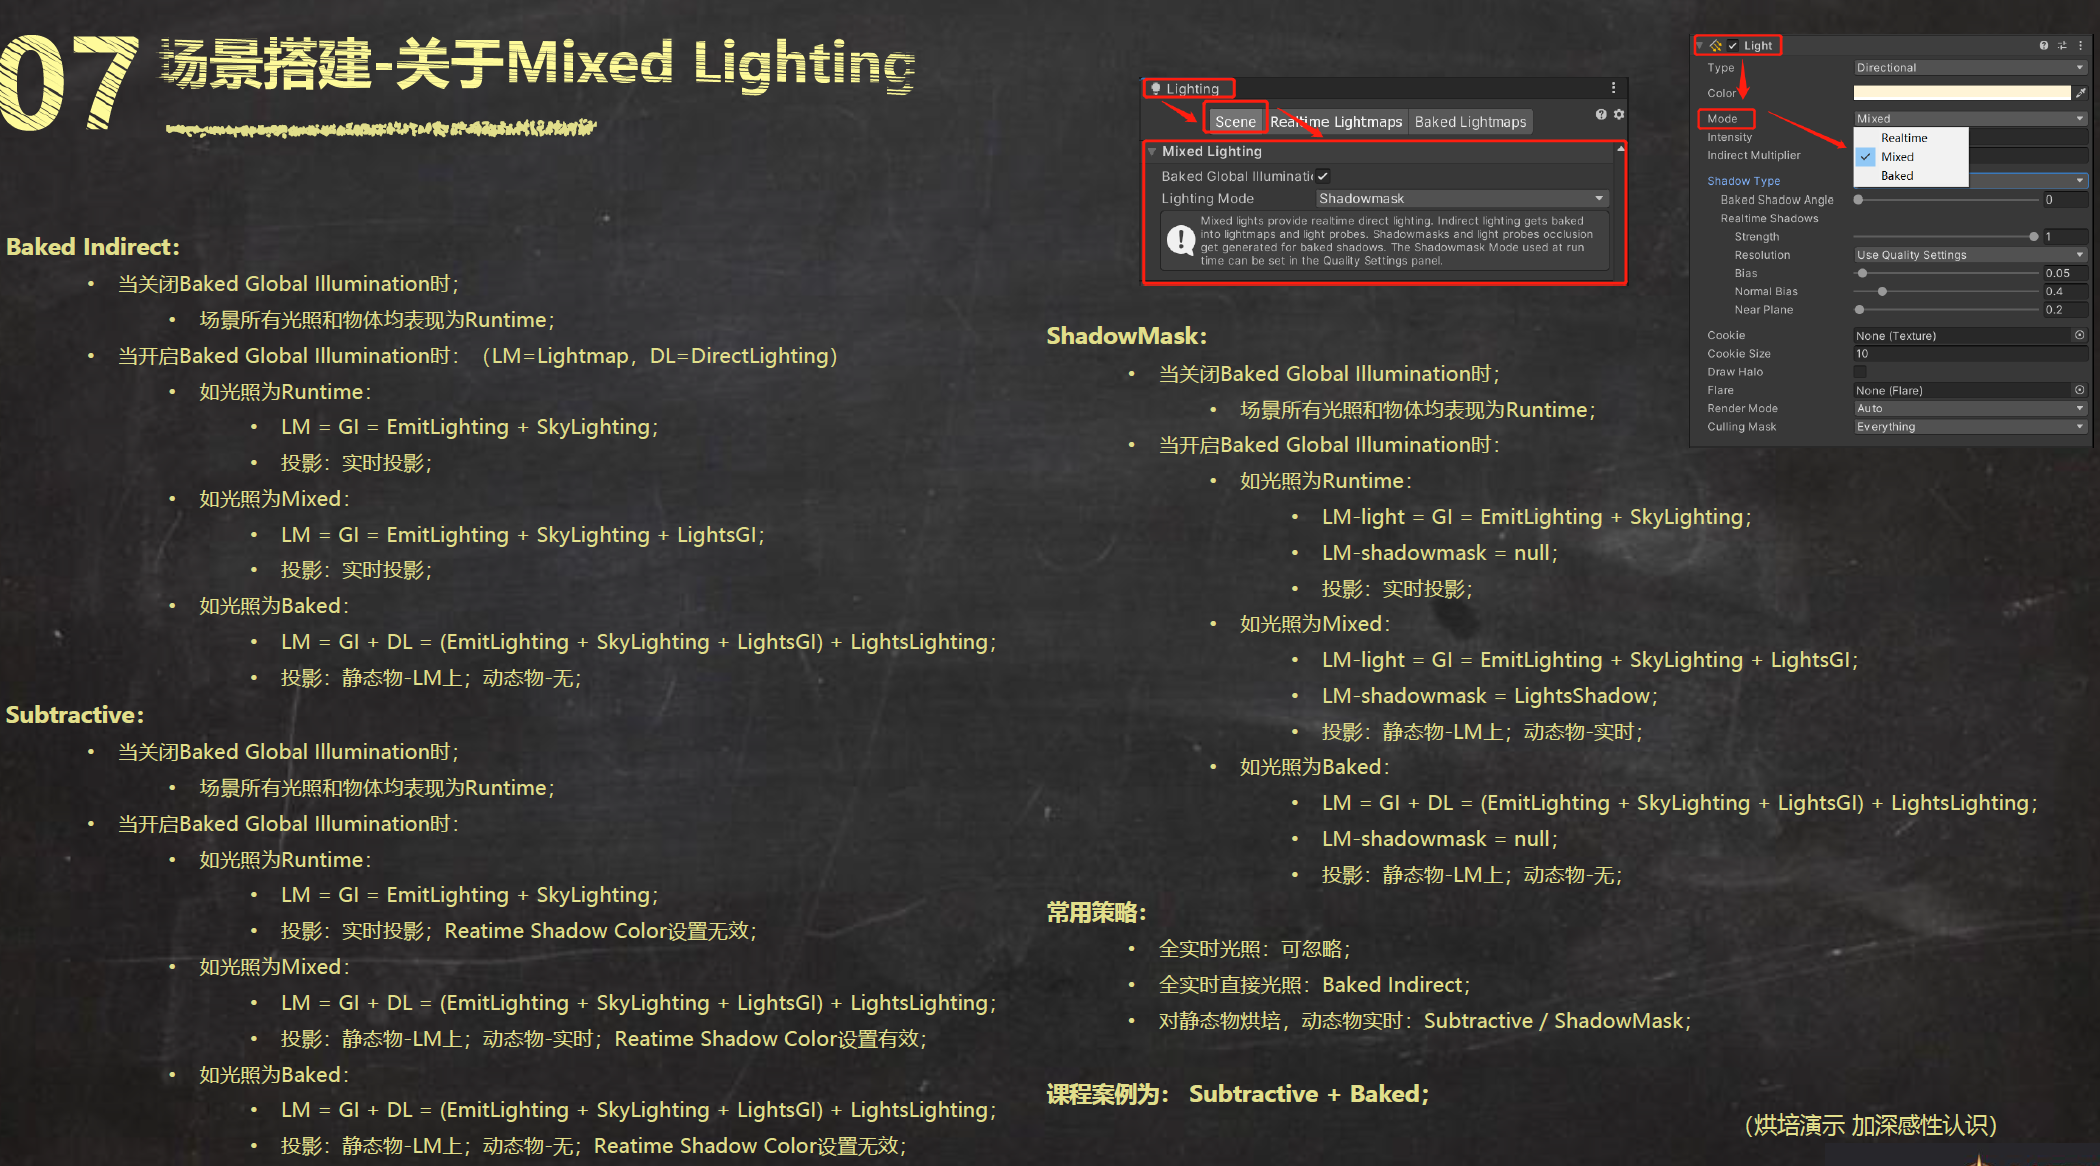 07 场景搭建-关于Mixed Lighting
Baked Indirect：
• 当关闭Baked Global Illumination时；
• 场景所有光照和物体均表现为Runtime；
• 当开启Baked Global Illumination时：（LM=Lightmap，DL=DirectLighting）
• 如光照为Runtime：
• LM = GI = EmitLighting + SkyLighting；
• 投影：实时投影；
• 如光照为Mixed：
• LM = GI = EmitLighting + SkyLighting + LightsGI；
• 投影：实时投影；
• 如光照为Baked：
• LM = GI + DL = (EmitLighting + SkyLighting + LightsGI) + LightsLighting；
• 投影：静态物-LM上；动态物-无；
Subtractive：
• 当关闭Baked Global Illumination时；
• 场景所有光照和物体均表现为Runtime；
• 当开启Baked Global Illumination时：
• 如光照为Runtime：
• LM = GI = EmitLighting + SkyLighting；
• 投影：实时投影；Reatime Shadow Color设置无效；
• 如光照为Mixed：
• LM = GI + DL = (EmitLighting + SkyLighting + LightsGI) + LightsLighting；
• 投影：静态物-LM上；动态物-实时；Reatime Shadow Color设置有效；
• 如光照为Baked：
• LM = GI + DL = (EmitLighting + SkyLighting + LightsGI) + LightsLighting；
• 投影：静态物-LM上；动态物-无；Reatime Shadow Color设置无效；
Lighting
Scene Realtime Lightmaps Baked Lightmaps
Mixed Lighting
Baked Global Illuminati
Lighting Mode Shadowmask
Mixed lights provide realtime direct lighting. Indirect lighting gets baked
into lightmaps and light probes. Shadowmasks and light probes occlusion
get generated for baked shadows. The Shadowmask Mode used at run
time can be set in the Quality Settings panel.
ShadowMask：
• 当关闭Baked Global Illumination时；
• 场景所有光照和物体均表现为Runtime；
• 当开启Baked Global Illumination时：
• 如光照为Runtime：
• LM-light = GI = EmitLighting + SkyLighting；
• LM-shadowmask = null；
• 投影：实时投影；
• 如光照为Mixed：
• LM-light = GI = EmitLighting + SkyLighting + LightsGI；
• LM-shadowmask = LightsShadow；
• 投影：静态物-LM上；动态物-实时；
• 如光照为Baked：
• LM = GI + DL = (EmitLighting + SkyLighting + LightsGI) + LightsLighting；
• LM-shadowmask = null；
• 投影：静态物-LM上；动态物-无；
常用策略：
• 全实时光照：可忽略；
• 全实时直接光照：Baked Indirect；
• 对静态物烘培，动态物实时：Subtractive / ShadowMask；
课程案例为： Subtractive + Baked；
（烘培演示 加深感性认识）
Light
Type Directional
Color
Mode Mixed
Realtime
Mixed
Baked
Intensity
Indirect Multiplier
Shadow Type
Baked Shadow Angle 0
Realtime Shadows
Strength 1
Resolution Use Quality Settings
Bias 0.05
Normal Bias 0.4
Near Plane 0.2
Cookie None (Texture)
Cookie Size 10
Draw Halo
Flare None (Flare)
Render Mode Auto
Culling Mask Everything